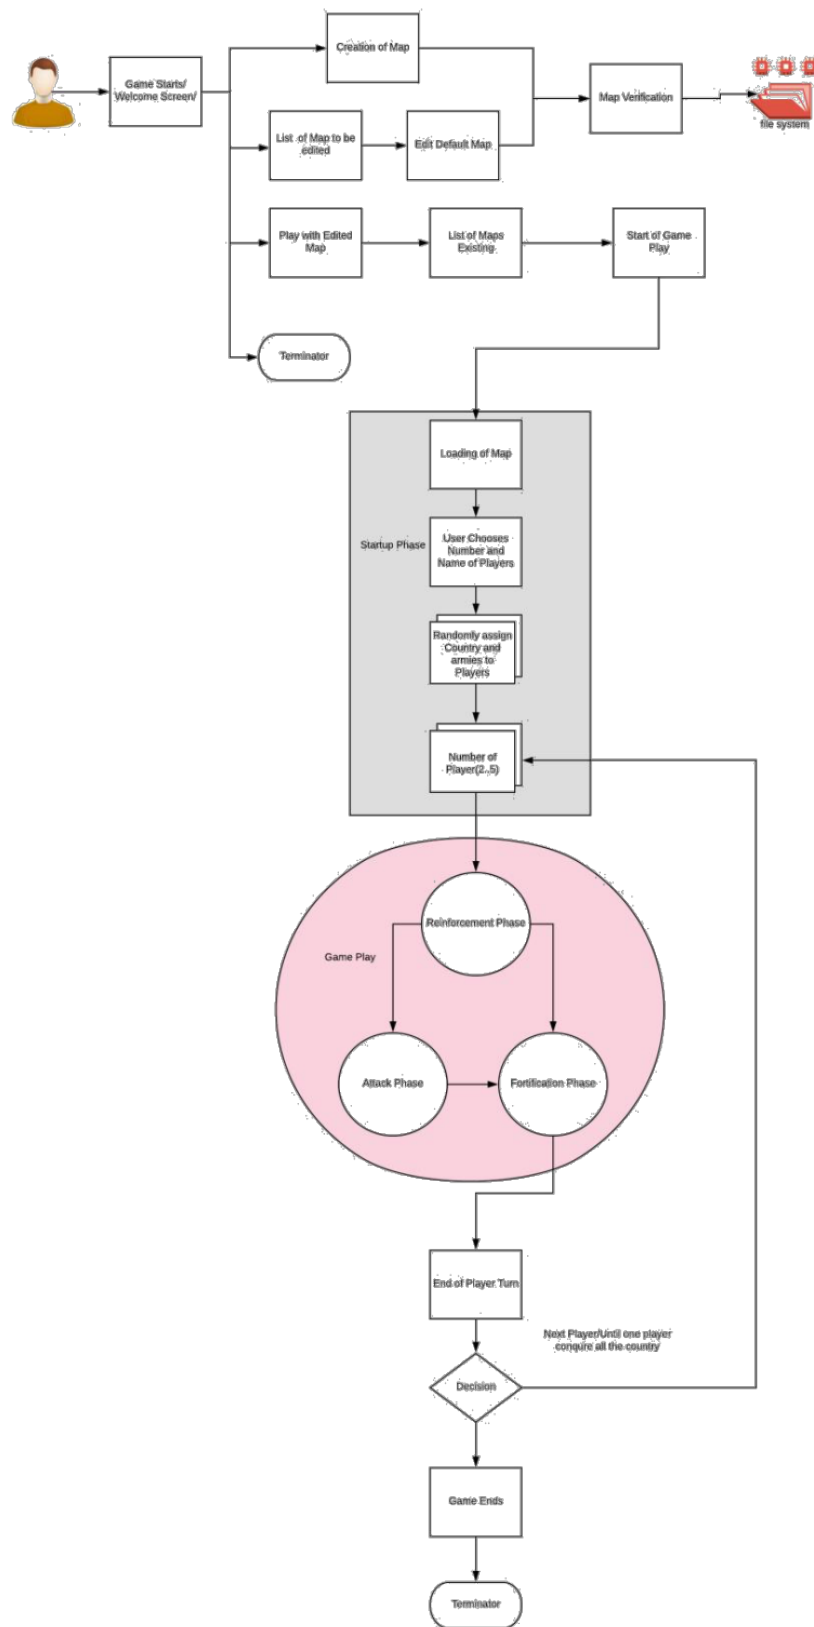 Creation of Map
Game Starts/
Welcome Screen/
Map Verification
file system
List of Map to be
edited
Edit Default Map
Play with Edited
Map
List of Maps
Existing
Start of Game
Play
Terminator
Loading of Map
Startup Phase
User Chooses
Number and
Name of Players
Randomly assign
Country and
armies to
Players
Number of
Player(2..5)
Reinforcement Phase
Game Play
Attack Phase
Fortification Phase
End of Player Turn
Next Player/Until one player
conquire all the country
Decision
Game Ends
Terminator